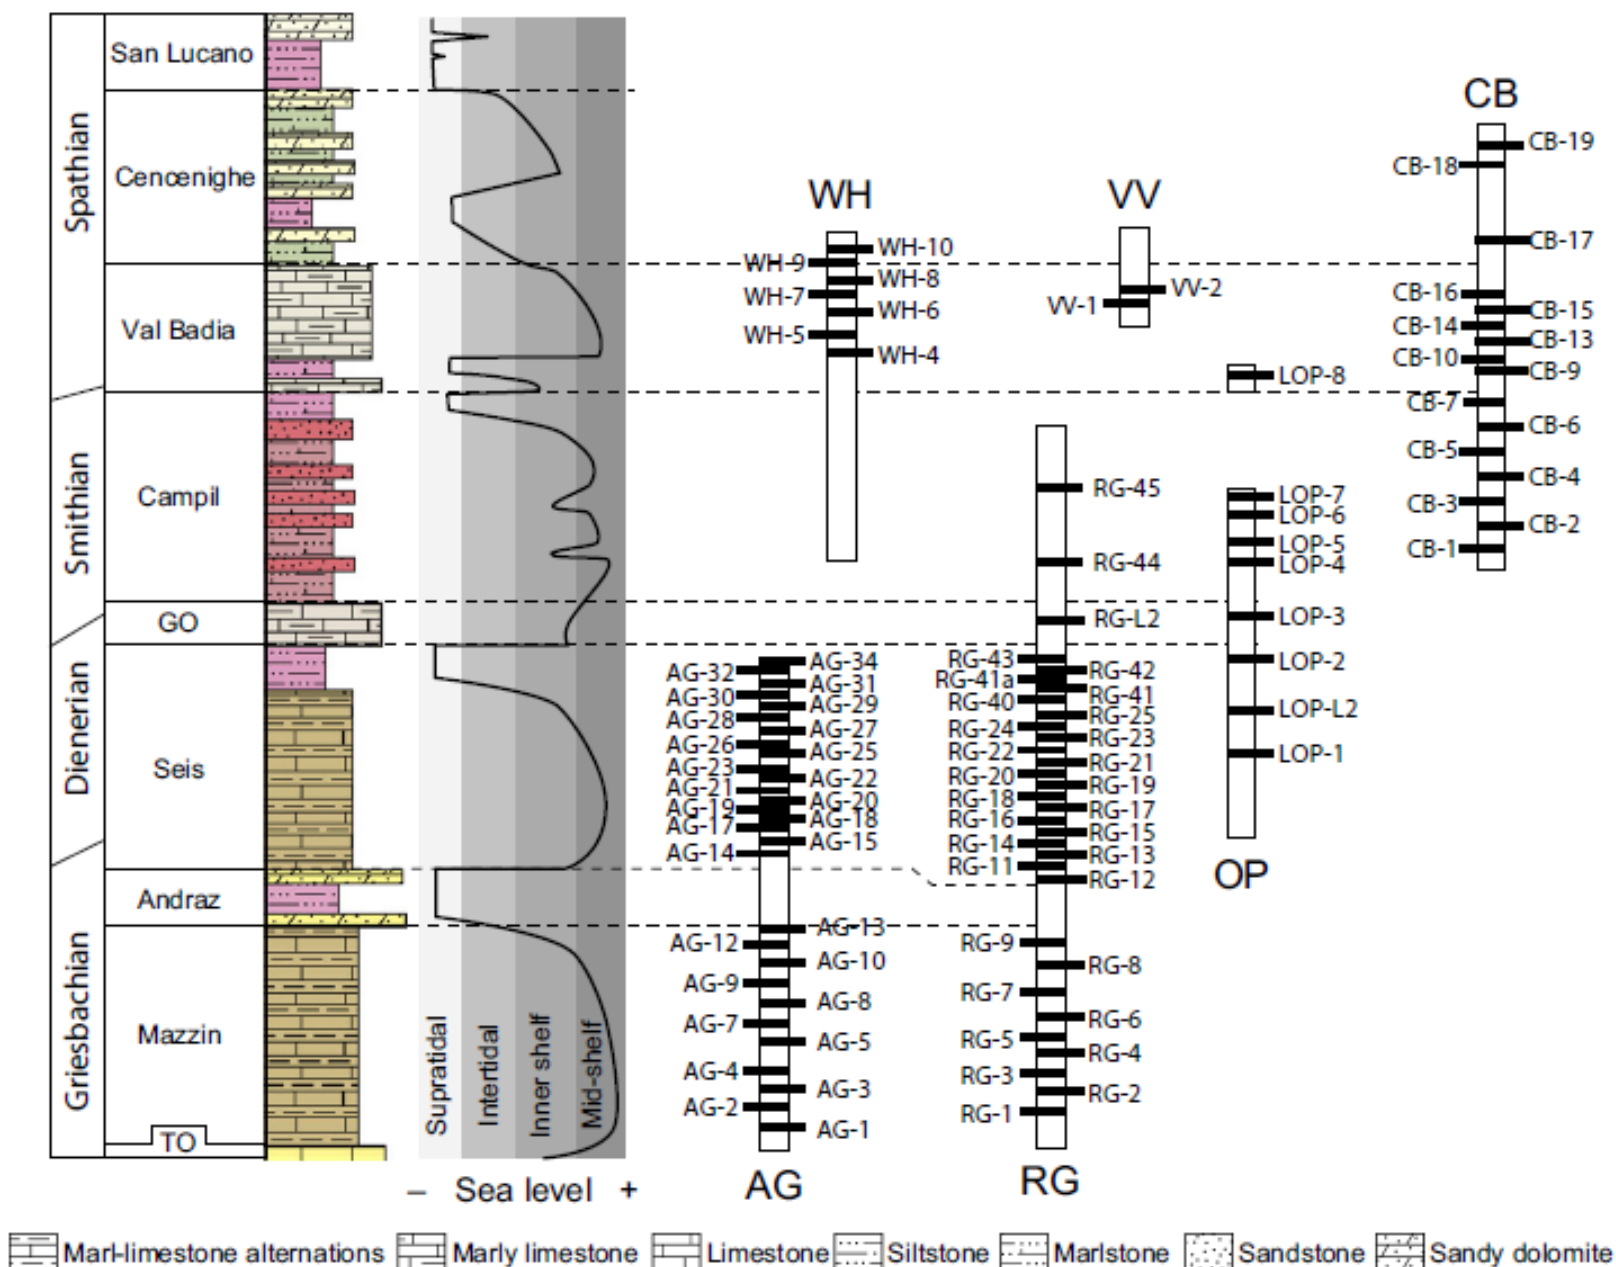 Spathian
Smithian
Dienerian
Griesbachian
San Lucano
Cencenighe
Val Badia
Campil
GO
Seis
Andraz
Mazzin
TO
Supratidal
Intertidal
Inner shelf
Mid-shelf
– Sea level +
WH
WH-10
WH-9
WH-8
WH-7
WH-6
WH-5
WH-4
VV
VV-2
VV-1
CB
CB-19
CB-18
CB-17
CB-16
CB-15
CB-14
CB-13
CB-10
CB-9
CB-7
CB-6
CB-5
CB-4
CB-3
CB-2
CB-1
LOP-8
LOP-7
LOP-6
LOP-5
LOP-4
LOP-3
LOP-2
LOP-L2
LOP-1
OP
RG-45
RG-44
RG-L2
RG-43
RG-42
RG-41a
RG-41
RG-40
RG-25
RG-24
RG-23
RG-22
RG-21
RG-20
RG-19
RG-18
RG-17
RG-16
RG-15
RG-14
RG-13
RG-11
RG-12
RG-9
RG-8
RG-7
RG-6
RG-5
RG-4
RG-3
RG-2
RG-1
RG
AG-34
AG-32
AG-31
AG-30
AG-29
AG-28
AG-27
AG-26
AG-25
AG-23
AG-22
AG-21
AG-20
AG-19
AG-18
AG-17
AG-15
AG-14
AG-13
AG-12
AG-10
AG-9
AG-8
AG-7
AG-5
AG-4
AG-3
AG-2
AG-1
AG
Marl-limestone alternations Marly limestone Limestone Siltstone Marlstone Sandstone Sandy dolomite